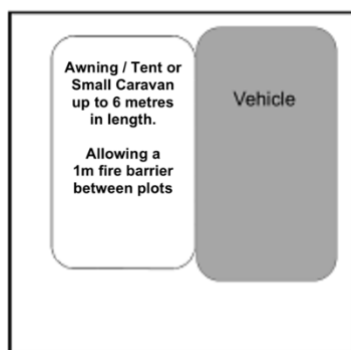 Awning / Tent or
Small Caravan
up to 6 metres
in length.
Allowing a
1m fire barrier
between plots
Vehicle